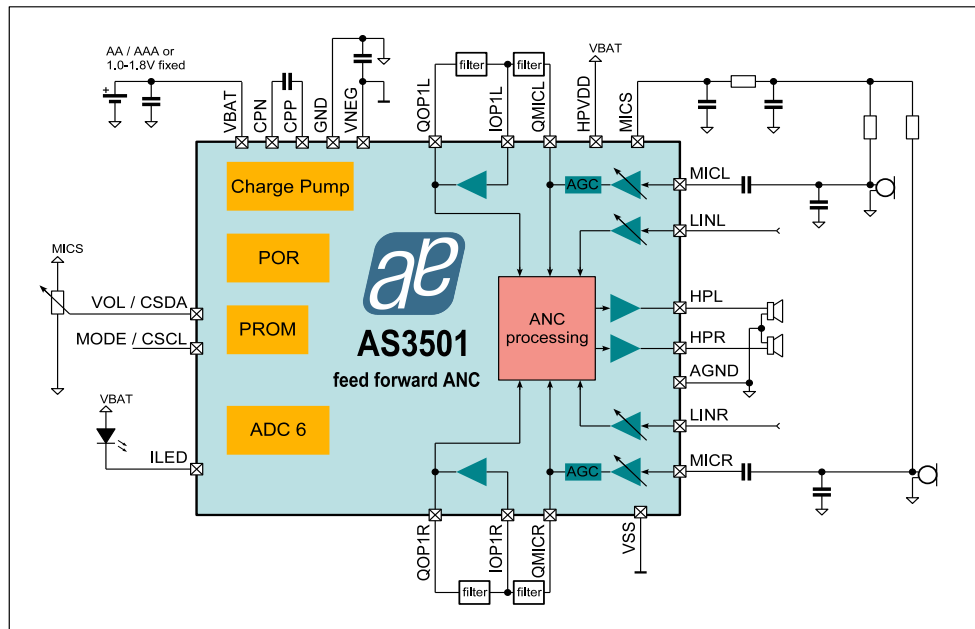 AA / AAA or
1.0-1.8V fixed
VBAT
CPN
CPP
GND
VNEG
QOP1L
filter
IOP1L
filter
QMICL
VBAT
HPVDD
MICS
Charge Pump
POR
PROM
ADC 6
ae
AS3501
feed forward ANC
AGC
MICL
LINL
ANC
processing
HPL
HPR
AGND
LINR
AGC
MICR
MICS
VOL / CSDA
MODE / CSCL
VBAT
ILED
QOP1R
IOP1R
QMICR
VSS
filter
filter